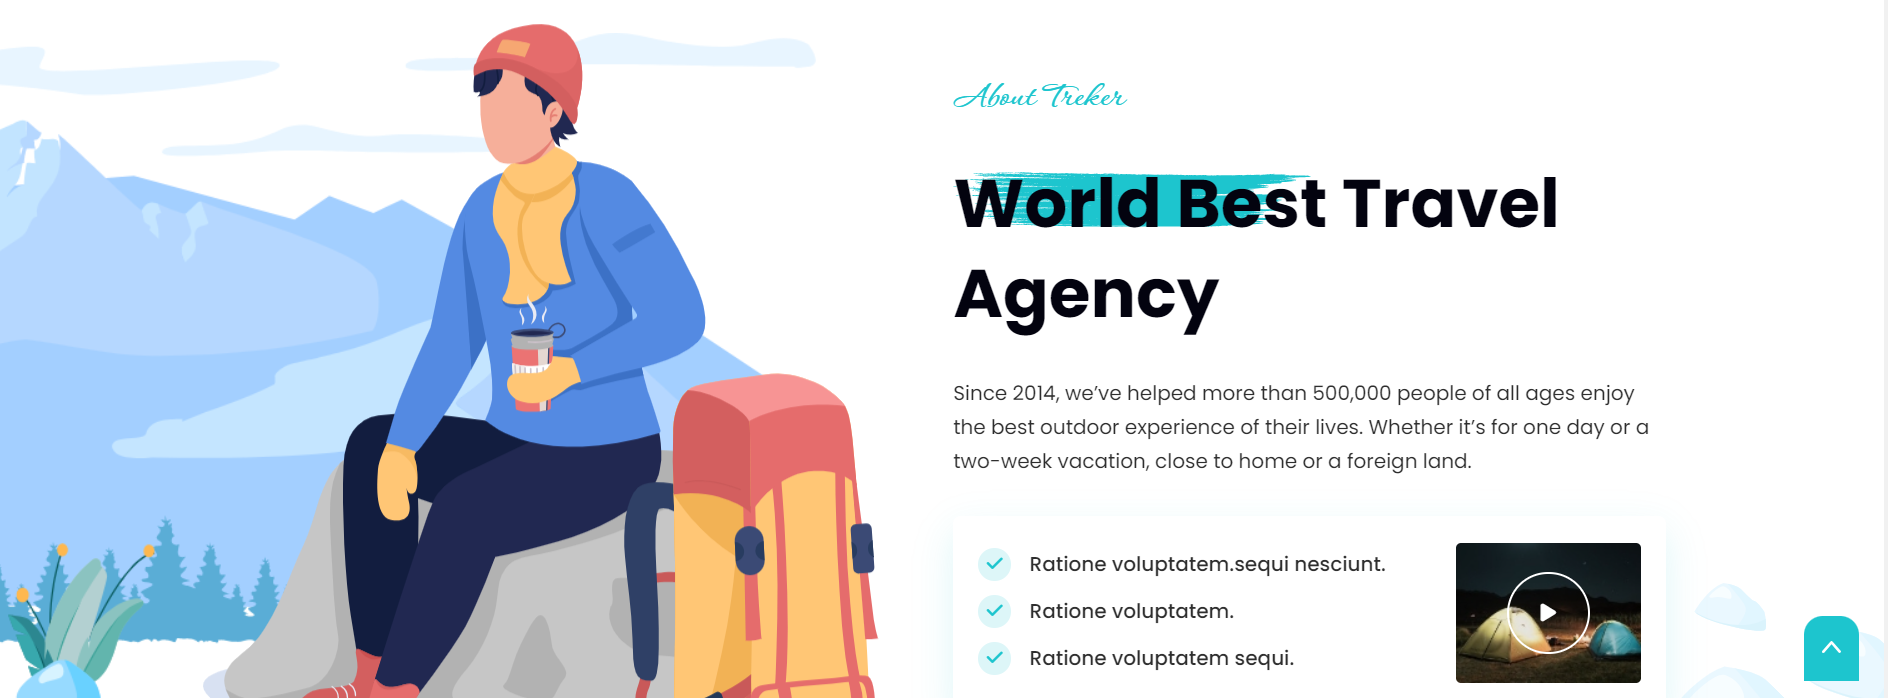 About Treker
World Best Travel
Agency
Since 2014, we’ve helped more than 500,000 people of all ages enjoy
the best outdoor experience of their lives. Whether it’s for one day or a
two-week vacation, close to home or a foreign land.
Ratione voluptatem.sequi nesciunt.
Ratione voluptatem.
Ratione voluptatem sequi.